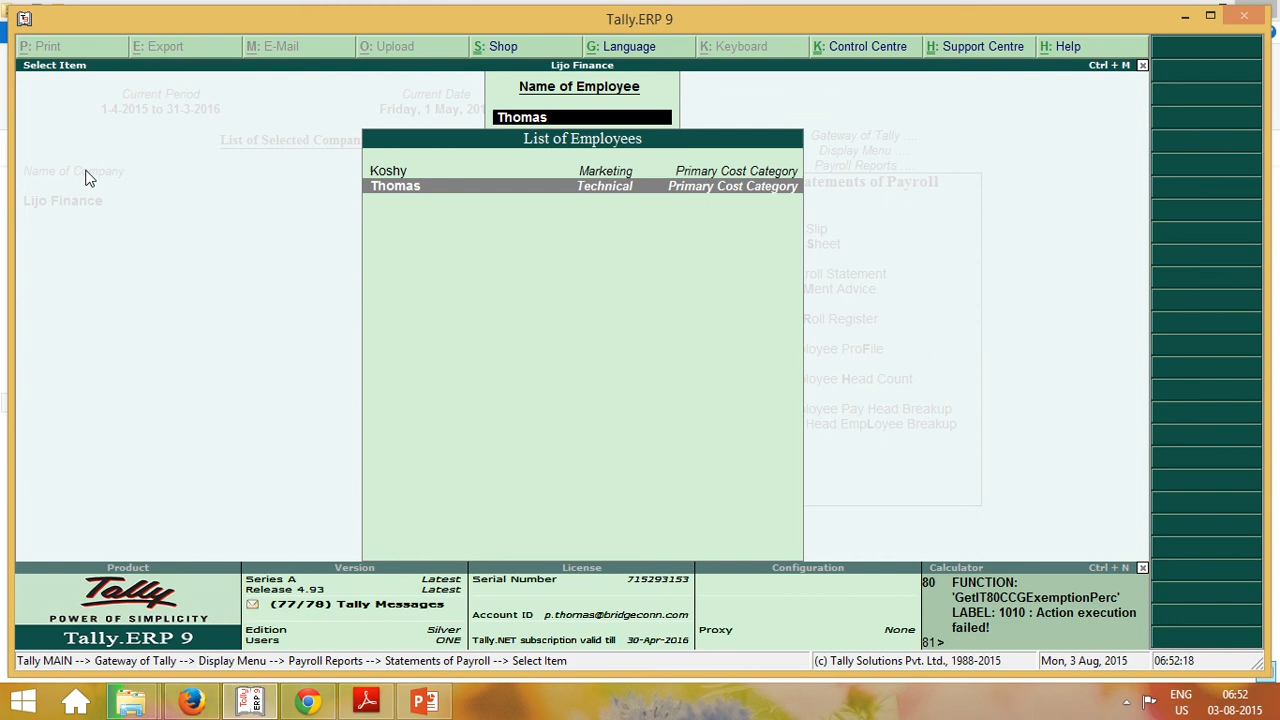 Tally.ERP 9
P: Print
E: Export
M: E-Mail
O: Upload
S: Shop
G: Language
K: Keyboard
K: Control Centre
H: Support Centre
H: Help
Select Item
Lijo Finance
Ctrl + M
Current Period
1-4-2015 to 31-3-2016
Current Date
Friday, 1 May, 201
List of Selected Compan
Name of Company
Lijo Finance
Name of Employee
Thomas
List of Employees
Koshy Marketing Primary Cost Category
Thomas Technical Primary Cost Category
Gateway of Tally .....
Display Menu .....
Payroll Reports .....
atements of Payroll
Slip
Sheet
roll Statement
Ment Advice
Roll Register
loyee ProFile
loyee Head Count
loyee Pay Head Breakup
Head EmpLoyee Breakup
Product
Tally
POWER OF SIMPLICITY
Tally.ERP 9
Version
Series A Latest
Release 4.93 Latest
(77/78) Tally Messages
Edition Silver
Users ONE
License
Serial Number 715293153
Account ID p.thomas@bridgeconn.com
Tally.NET subscription valid till 30-Apr-2016
Configuration
Proxy None
Calculator Ctrl + N
80 FUNCTION:
'GetIT80CCGExemptionPerc'
LABEL: 1010 : Action execution
failed!
81>
Tally MAIN --> Gateway of Tally --> Display Menu --> Payroll Reports --> Statements of Payroll --> Select Item
(c) Tally Solutions Pvt. Ltd., 1988-2015
Mon, 3 Aug, 2015
06:52:18
Tally
ERP 9
ENG
US
06:52
03-08-2015